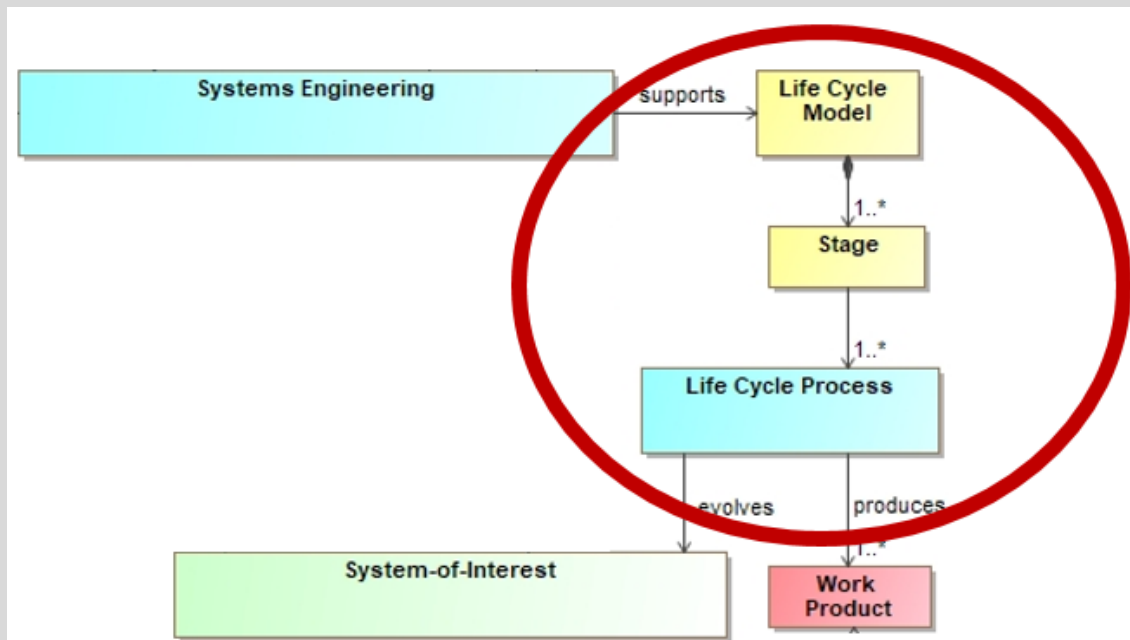 Systems Engineering
supports
Life Cycle
Model
1..*
Stage
1..*
Life Cycle Process
evolves
produces
1..*
System-of-Interest
Work
Product